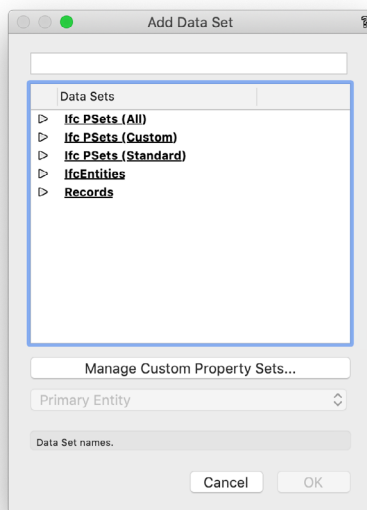 Add Data Set
?
Data Sets
Ifc PSets (All)
Ifc PSets (Custom)
Ifc PSets (Standard)
IfcEntities
Records
Manage Custom Property Sets...
Primary Entity
Data Set names.
Cancel
OK